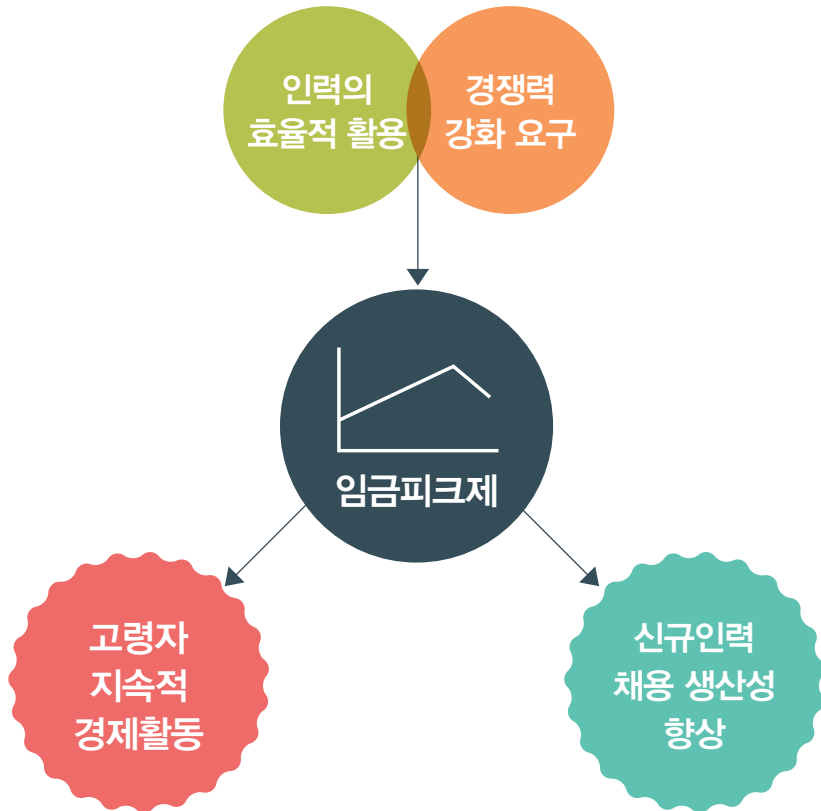 인력의
효율적 활용
경쟁력
강화 요구
임금피크제
고령자
지속적
경제활동
신규인력
채용 생산성
향상